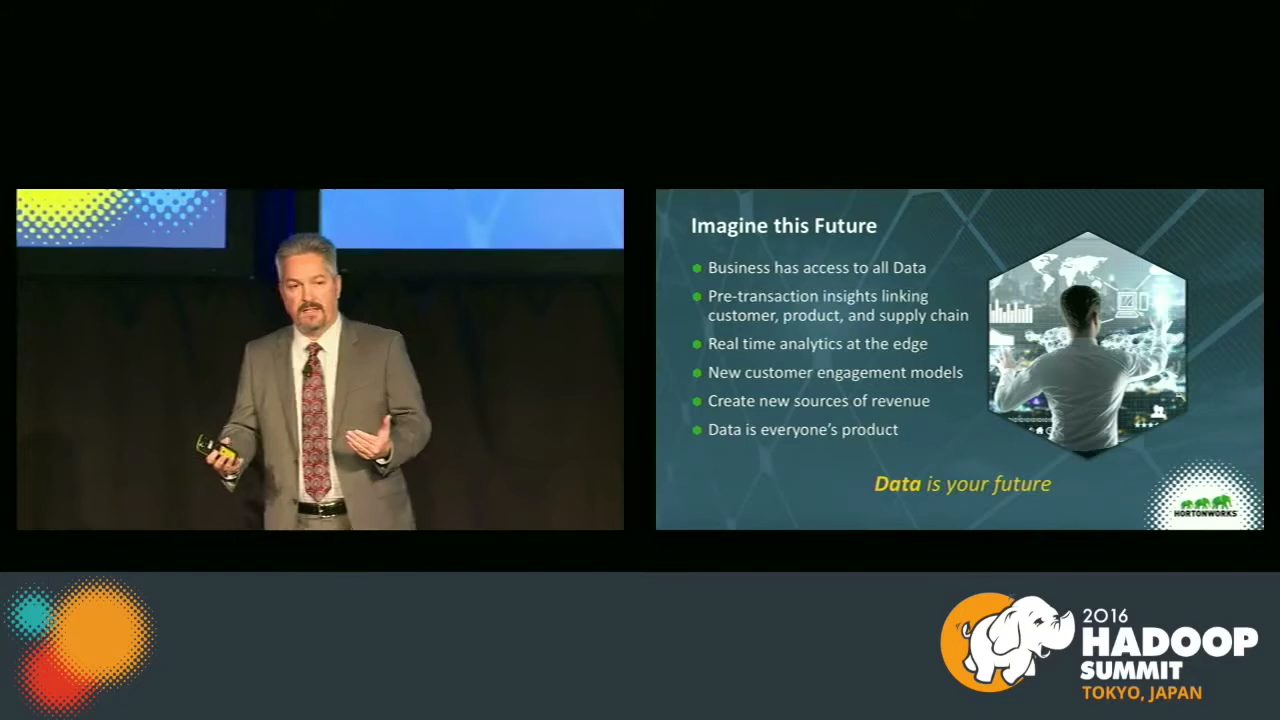 Imagine this Future
Business has access to all Data
Pre-transaction insights linking
customer, product, and supply chain
Real time analytics at the edge
New customer engagement models
Create new sources of revenue
Data is everyone's product
Data is your future
HORTONWORKS
2016
HADOOP
SUMMIT
TOKYO, JAPAN